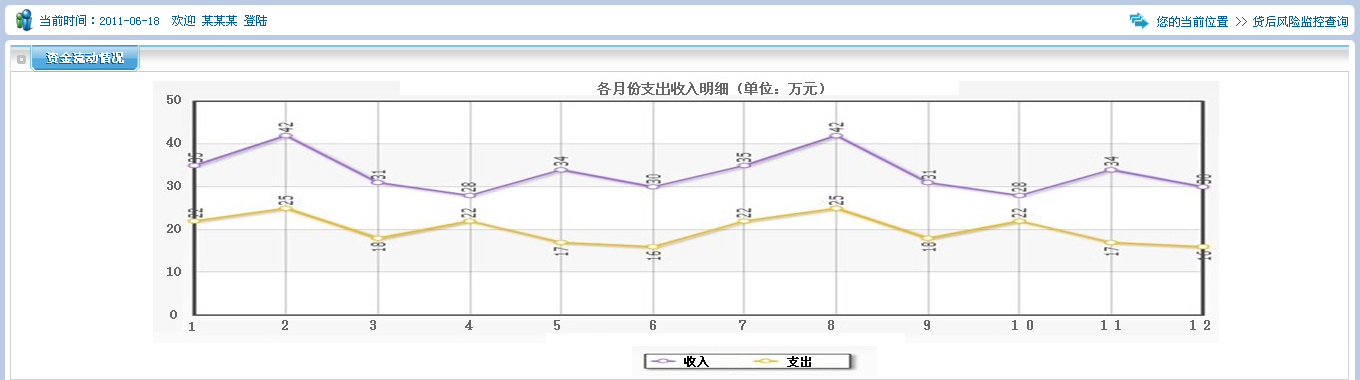 当前时间：2011-06-18 欢迎 某某某 登陆
您的当前位置 >> 贷后风险监控查询
资金流动情况
各月份支出收入明细（单位：万元）
50
40
30
20
10
0
35 42 31 28 34 30 35 42 31 28 34 30
22 25 18 22 17 16 22 25 18 22 17 16
1 2 3 4 5 6 7 8 9 10 11 12
收入 支出